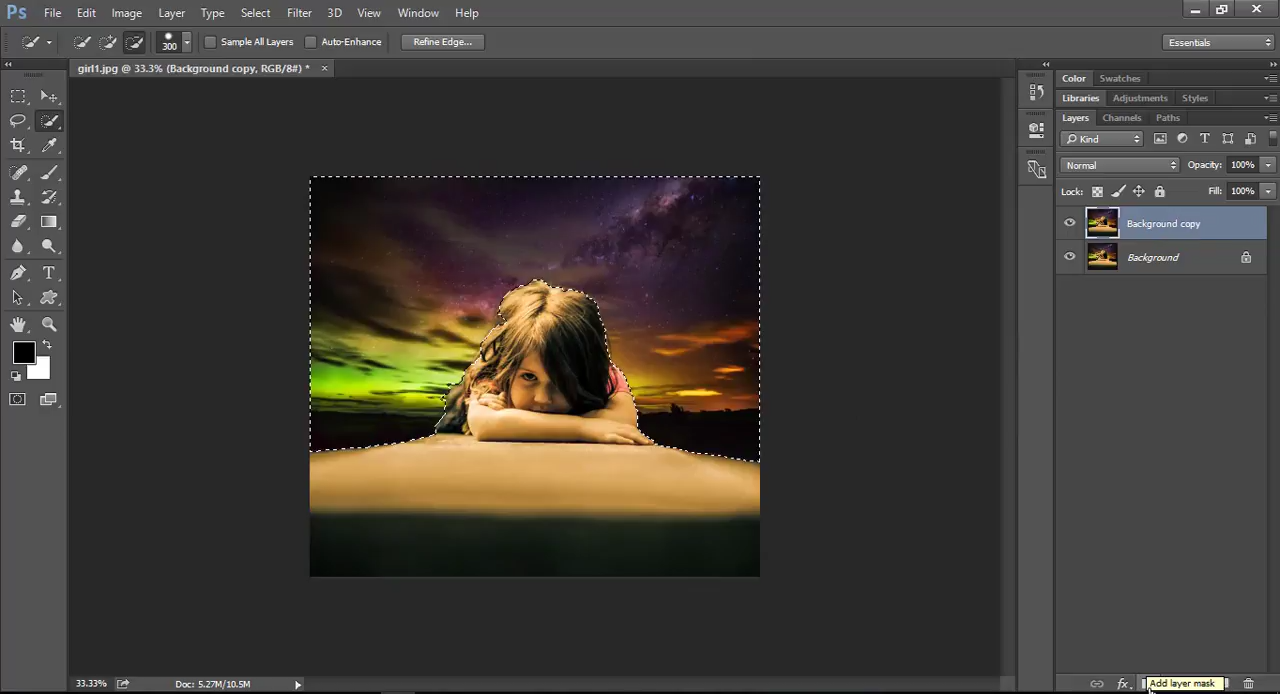 Ps File Edit Image Layer Type Select Filter 3D View Window Help
300 Sample All Layers Auto-Enhance Refine Edge... Essentials
girl1.jpg @ 33.3% (Background copy, RGB/8#) *
Color Swatches
Libraries Adjustments Styles
Layers Channels Paths
Kind
Normal Opacity: 100%
Lock: Fill: 100%
Background copy
Background
33.33% Doc: 5.27M/10.5M
fx Add layer mask